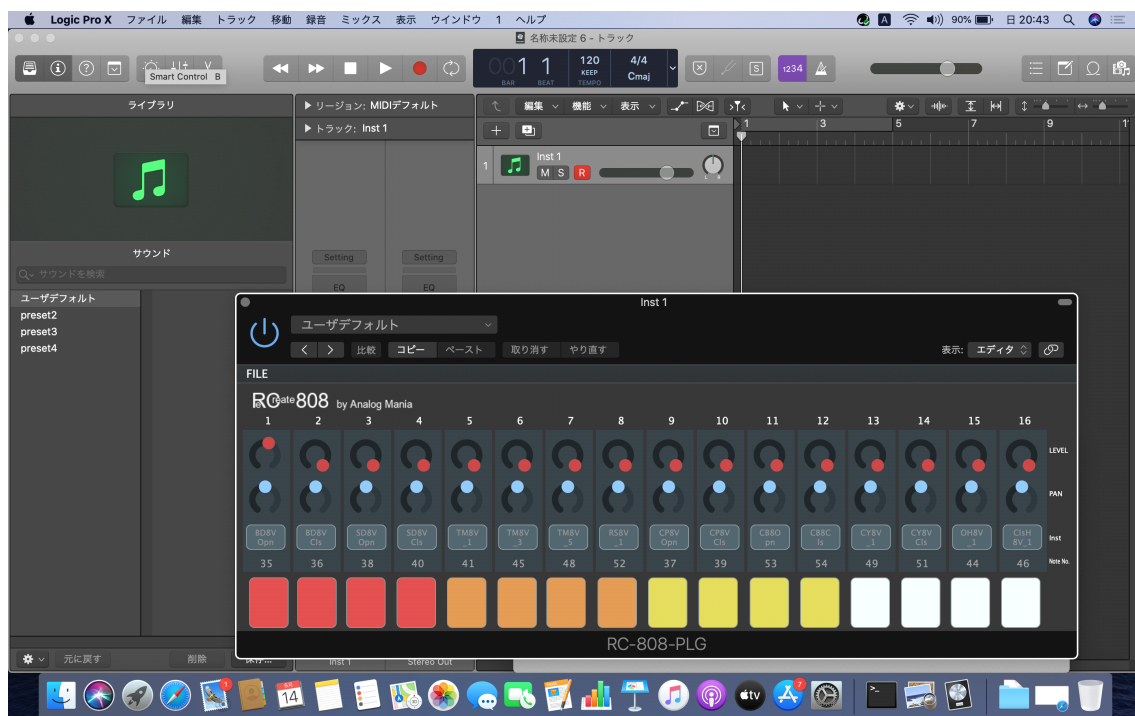 Logic Pro X ファイル 編集 トラック 移動 録音 ミックス 表示 ウインドウ 1 ヘルプ
A 90% 日 20:43
名称未設定 6 - トラック
Smart Control B
001 1 120 4/4
KEEP Cmaj
BAR BEAT TEMPO
S 1234
ライブラリ
リージョン: MIDIデフォルト
編集 機能 表示
トラック: Inst 1
1 3 5 7 9 1
1 Inst 1
M S R
L R
サウンド
サウンドを検索
Setting Setting
EQ EQ
ユーザデフォルト
preset2
preset3
preset4
Inst 1
ユーザデフォルト
比較 コピー ペースト 取り消す やり直す 表示: エディタ
FILE
ReCreate808 by Analog Mania
1 2 3 4 5 6 7 8 9 10 11 12 13 14 15 16
LEVEL
PAN
BD8V Opn BD8V Cls SD8V Opn SD8V Cls TM8V _1 TM8V _3 TM8V _5 RS8V _1 CP8V Opn CP8V Cls CB8O pn CB8C ls CY8V _1 CY8V Cls OH8V _1 ClsH 8V_1 Inst
35 36 38 40 41 45 48 52 37 39 53 54 49 51 44 46 Note No.
RC-808-PLG
元に戻す 削除 保存... Inst 1 Stereo Out
1 14 tv 7